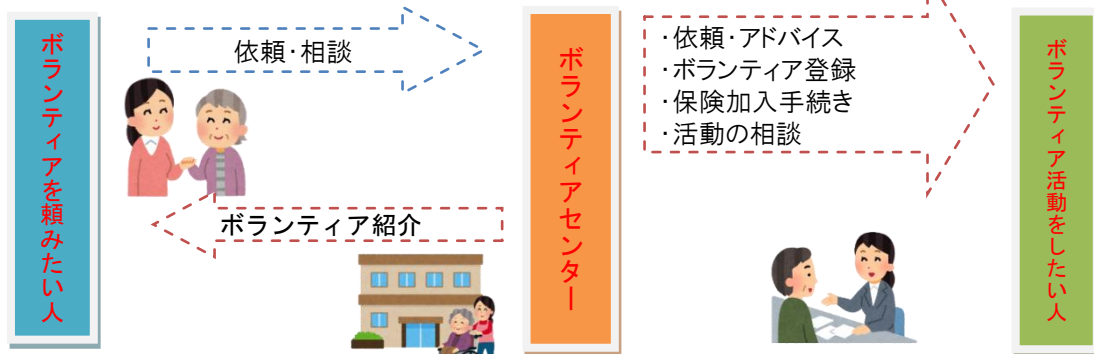 ボランティアを頼みたい人
依頼・相談
ボランティア紹介
ボランティアセンター
・依頼・アドバイス
・ボランティア登録
・保険加入手続き
・活動の相談
ボランティア活動をしたい人